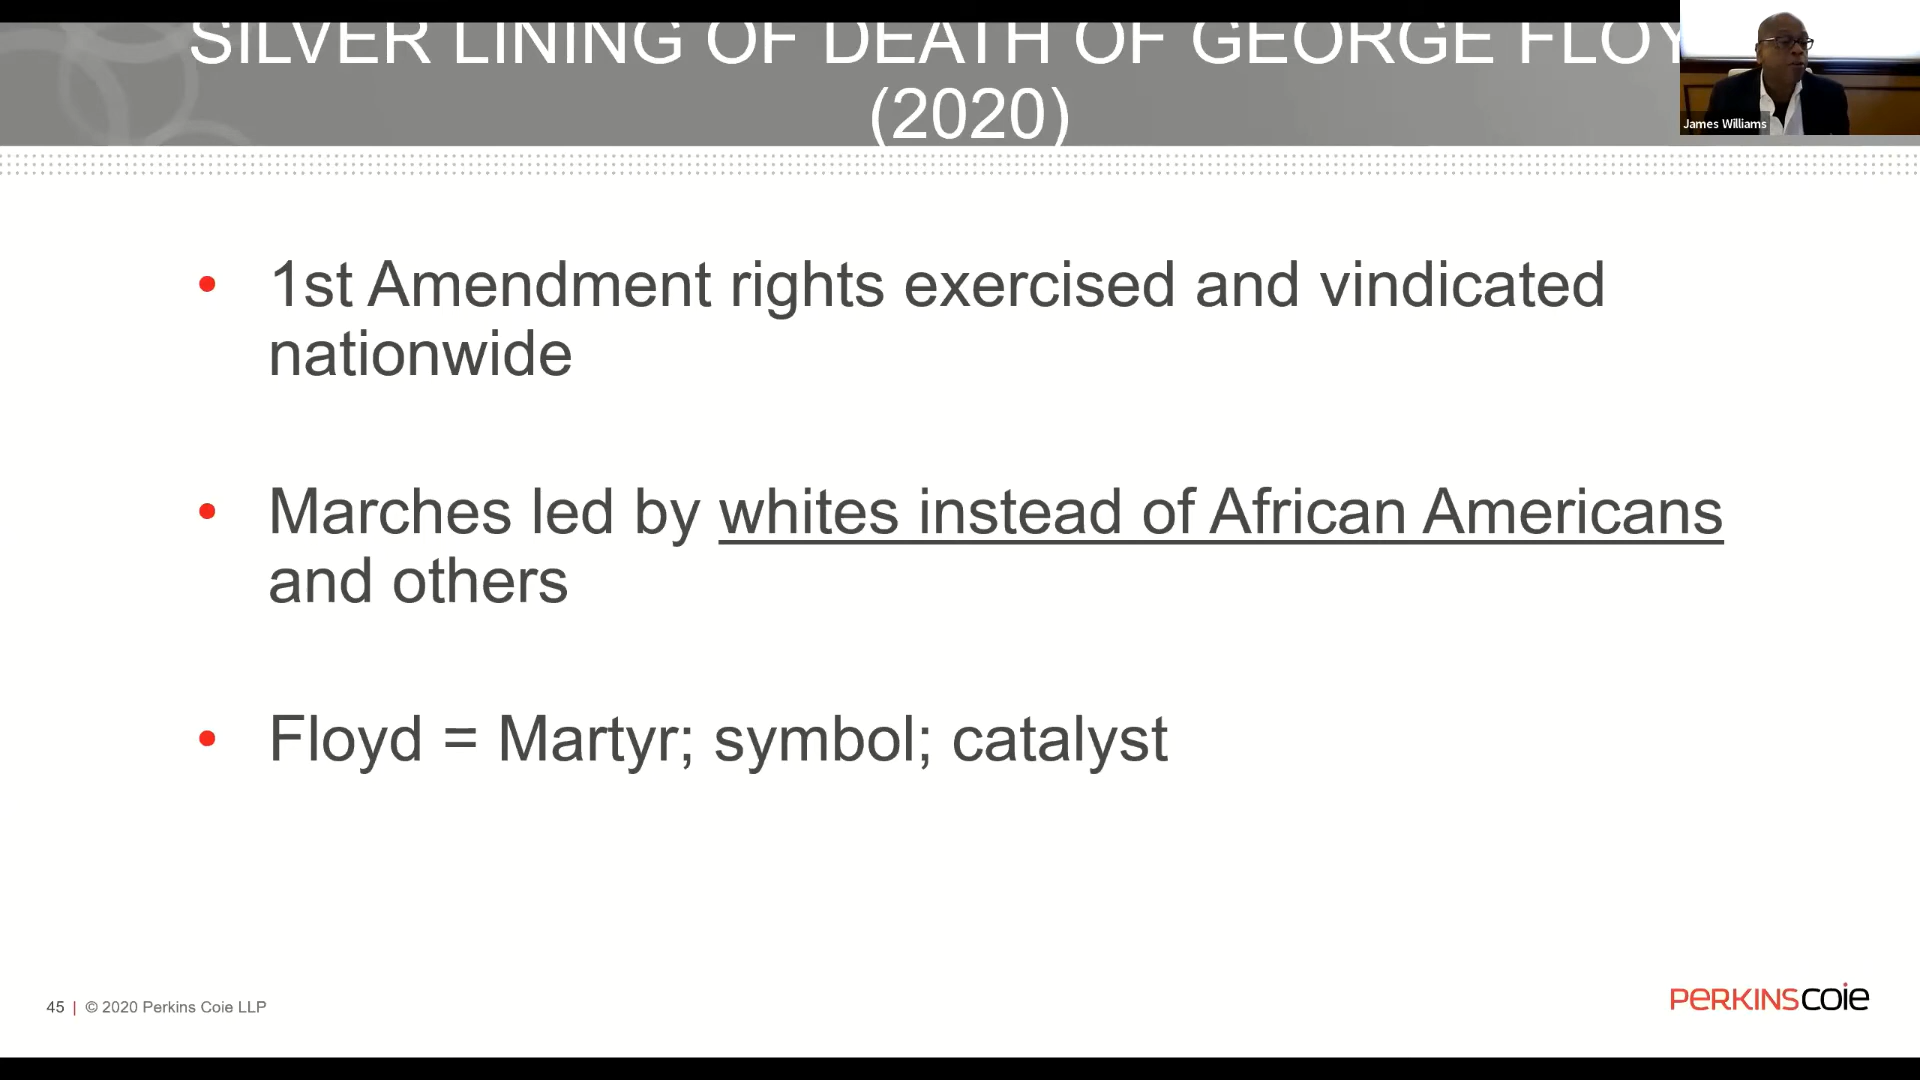 SILVER LINING OF DEATH OF GEORGE FLOY
(2020)
James Williams
• 1st Amendment rights exercised and vindicated
nationwide
• Marches led by whites instead of African Americans
and others
• Floyd = Martyr; symbol; catalyst
45 | © 2020 Perkins Coie LLP
PERKINSCOIE